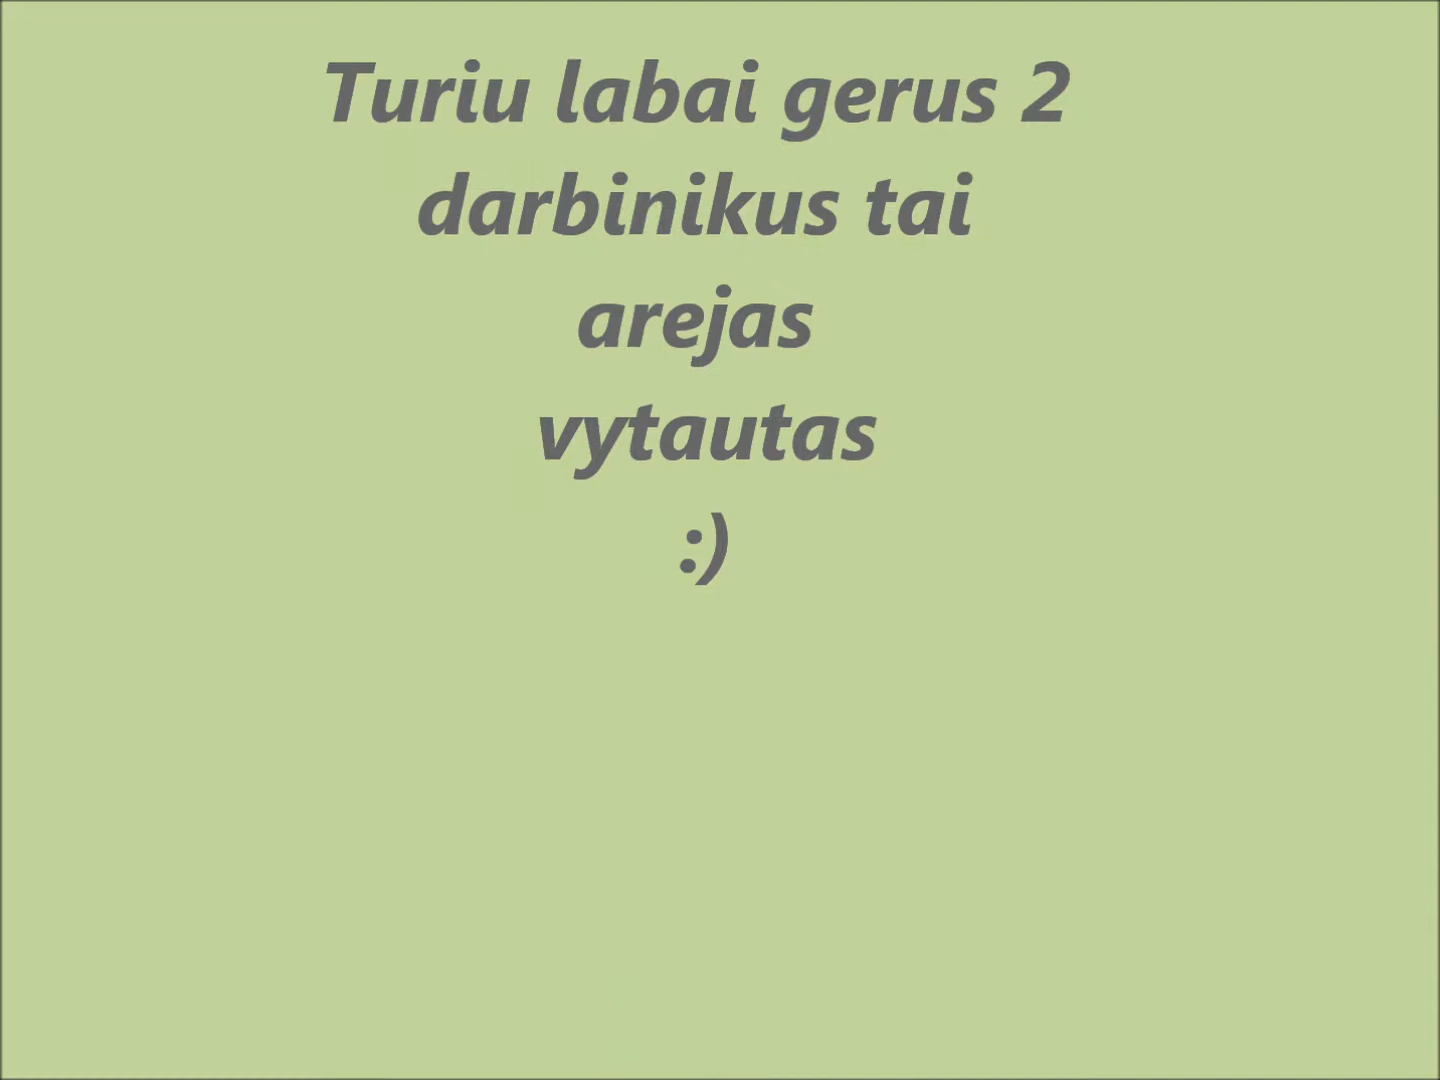 Turiu labai gerus 2
darbinikus tai
arejas
vytautas
:)